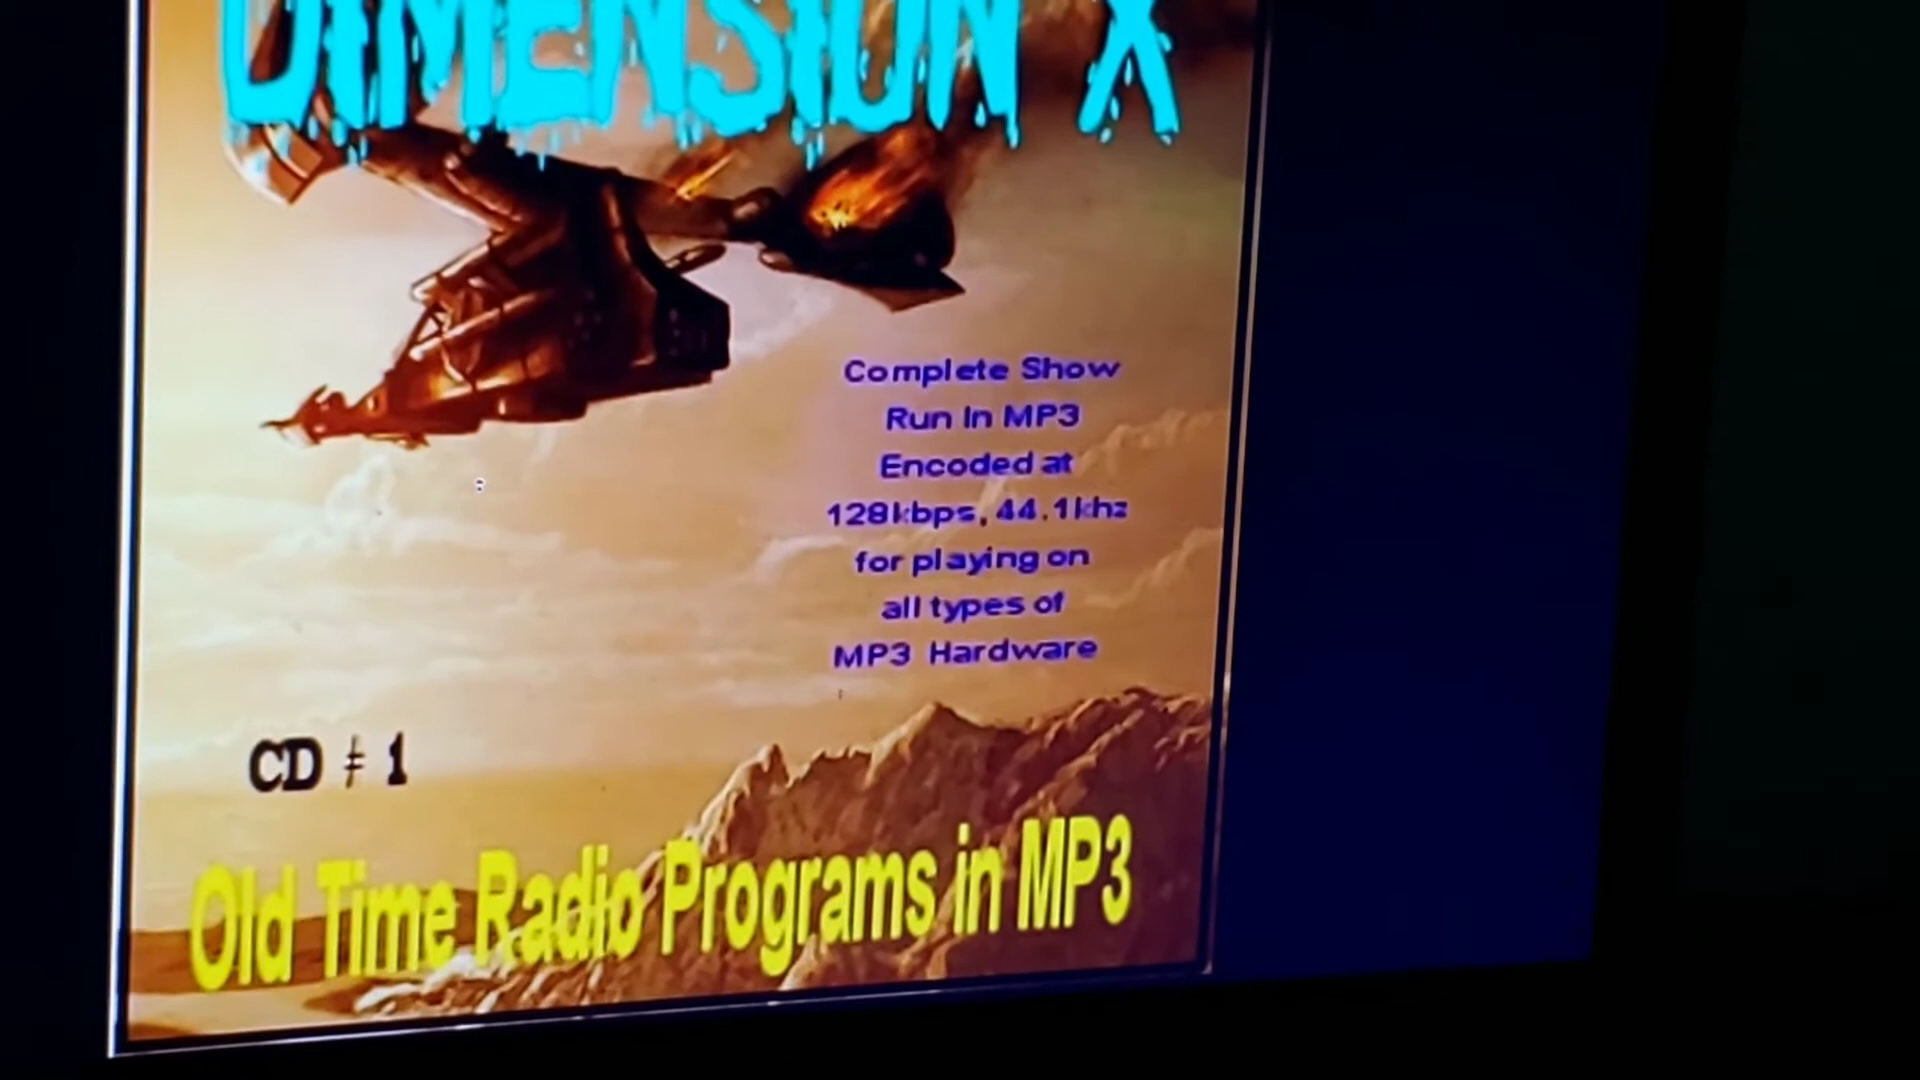 DIMENSION X
Complete Show
Run In MP3
Encoded at
128kbps, 44.1khz
for playing on
all types of
MP3 Hardware
CD # 1
Old Time Radio Programs in MP3